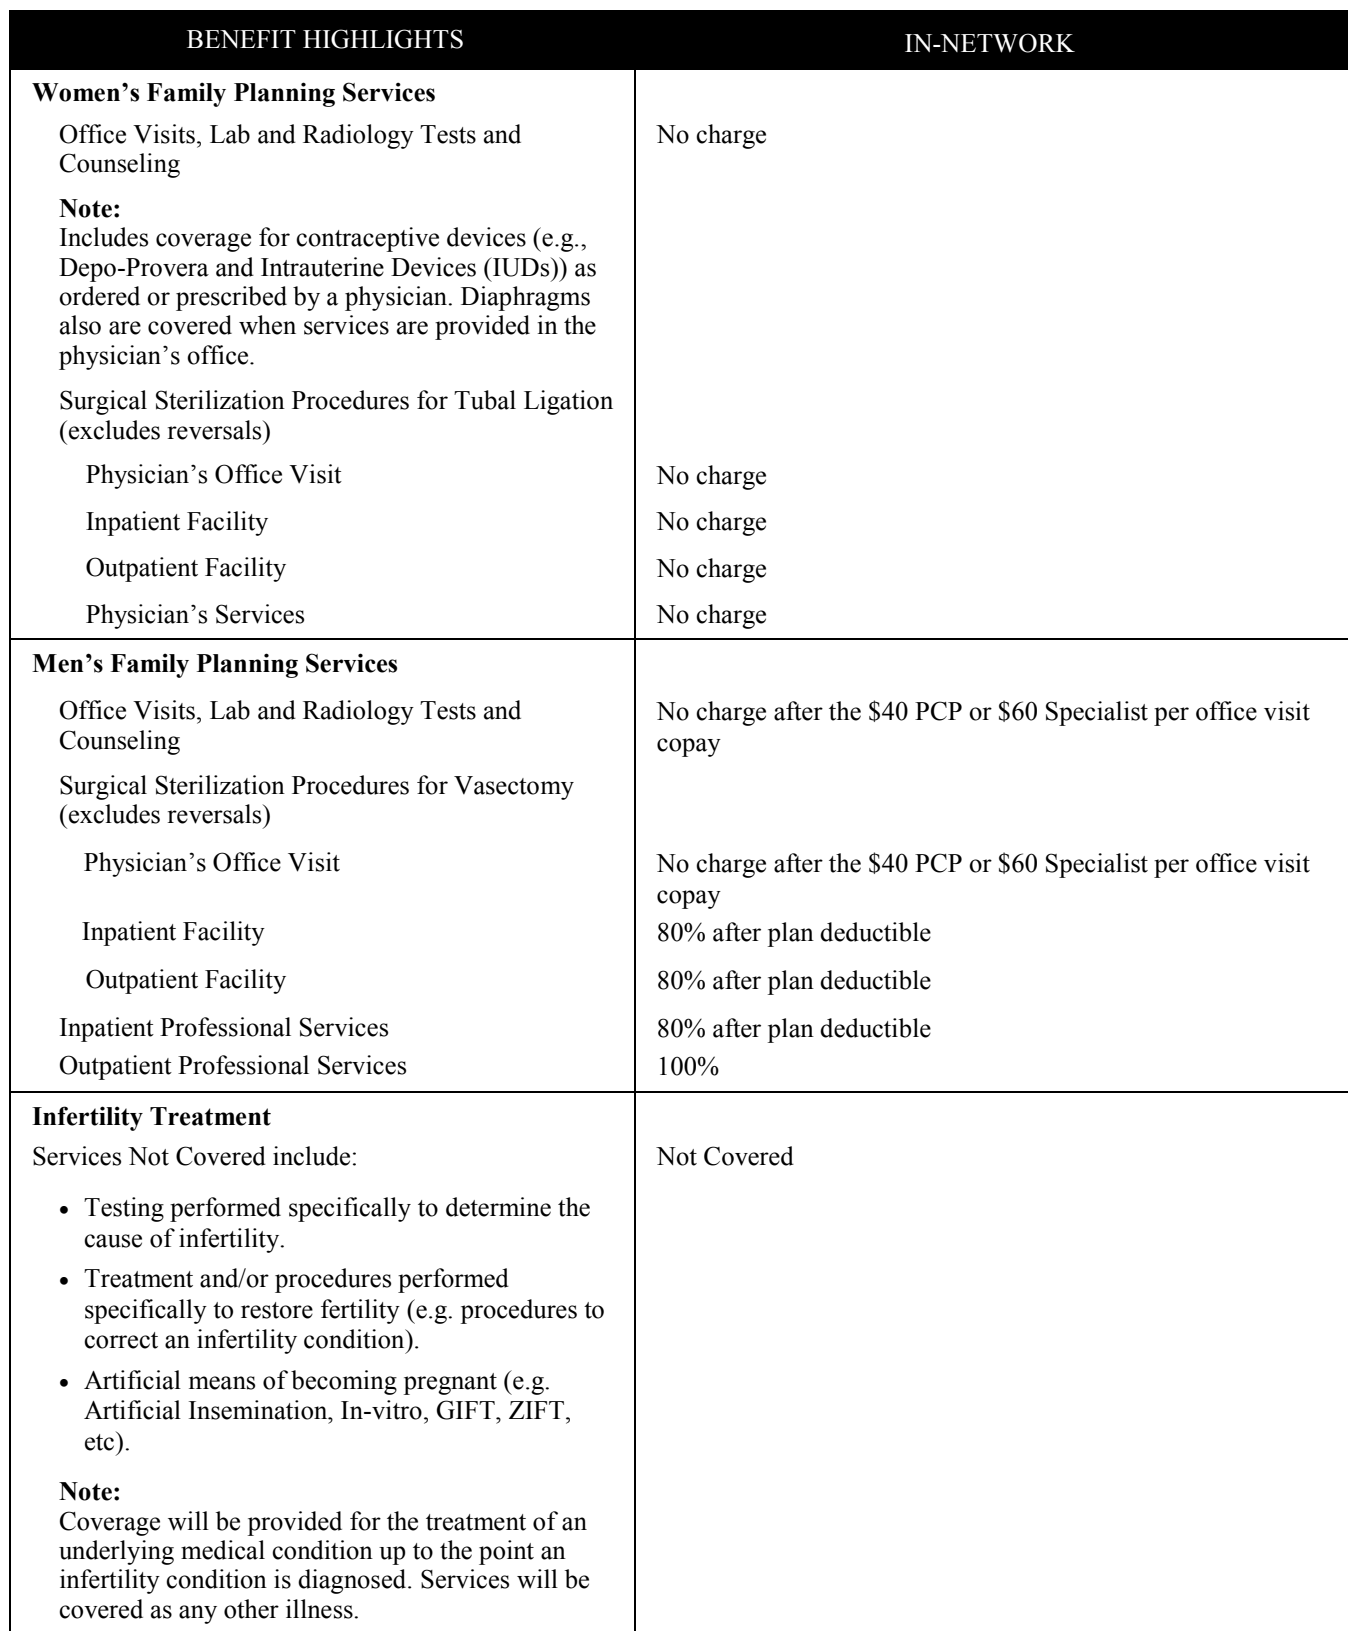 BENEFIT HIGHLIGHTS
IN-NETWORK
Women’s Family Planning Services
Office Visits, Lab and Radiology Tests and
Counseling
No charge
Note:
Includes coverage for contraceptive devices (e.g.,
Depo-Provera and Intrauterine Devices (IUDs)) as
ordered or prescribed by a physician. Diaphragms
also are covered when services are provided in the
physician’s office.
Surgical Sterilization Procedures for Tubal Ligation
(excludes reversals)
Physician’s Office Visit
No charge
Inpatient Facility
No charge
Outpatient Facility
No charge
Physician’s Services
No charge
Men’s Family Planning Services
Office Visits, Lab and Radiology Tests and
Counseling
No charge after the $40 PCP or $60 Specialist per office visit
copay
Surgical Sterilization Procedures for Vasectomy
(excludes reversals)
Physician’s Office Visit
No charge after the $40 PCP or $60 Specialist per office visit
copay
Inpatient Facility
80% after plan deductible
Outpatient Facility
80% after plan deductible
Inpatient Professional Services
80% after plan deductible
Outpatient Professional Services
100%
Infertility Treatment
Services Not Covered include:
Not Covered
• Testing performed specifically to determine the
cause of infertility.
• Treatment and/or procedures performed
specifically to restore fertility (e.g. procedures to
correct an infertility condition).
• Artificial means of becoming pregnant (e.g.
Artificial Insemination, In-vitro, GIFT, ZIFT,
etc).
Note:
Coverage will be provided for the treatment of an
underlying medical condition up to the point an
infertility condition is diagnosed. Services will be
covered as any other illness.